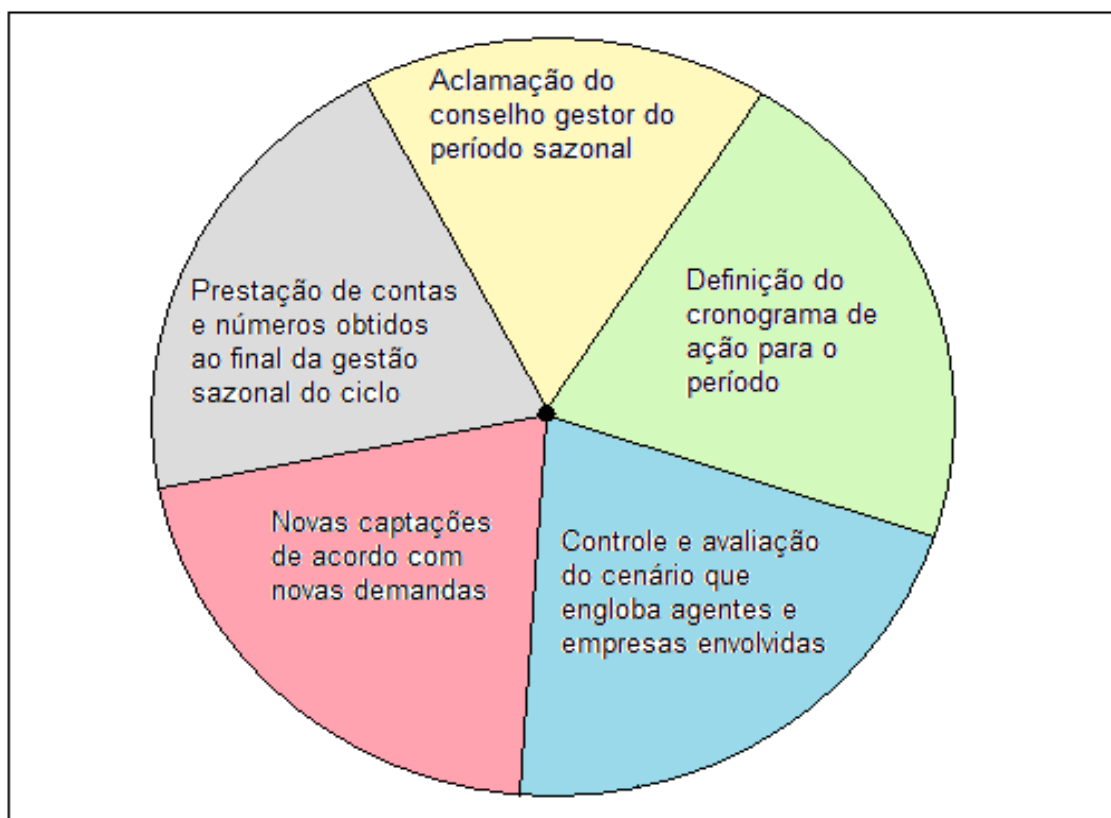 Aclamação do
conselho gestor do
período sazonal
Definição do
cronograma de
ação para o
período
Controle e avaliação
do cenário que
engloba agentes e
empresas envolvidas
Novas captações
de acordo com
novas demandas
Prestação de contas
e números obtidos
ao final da gestão
sazonal do ciclo